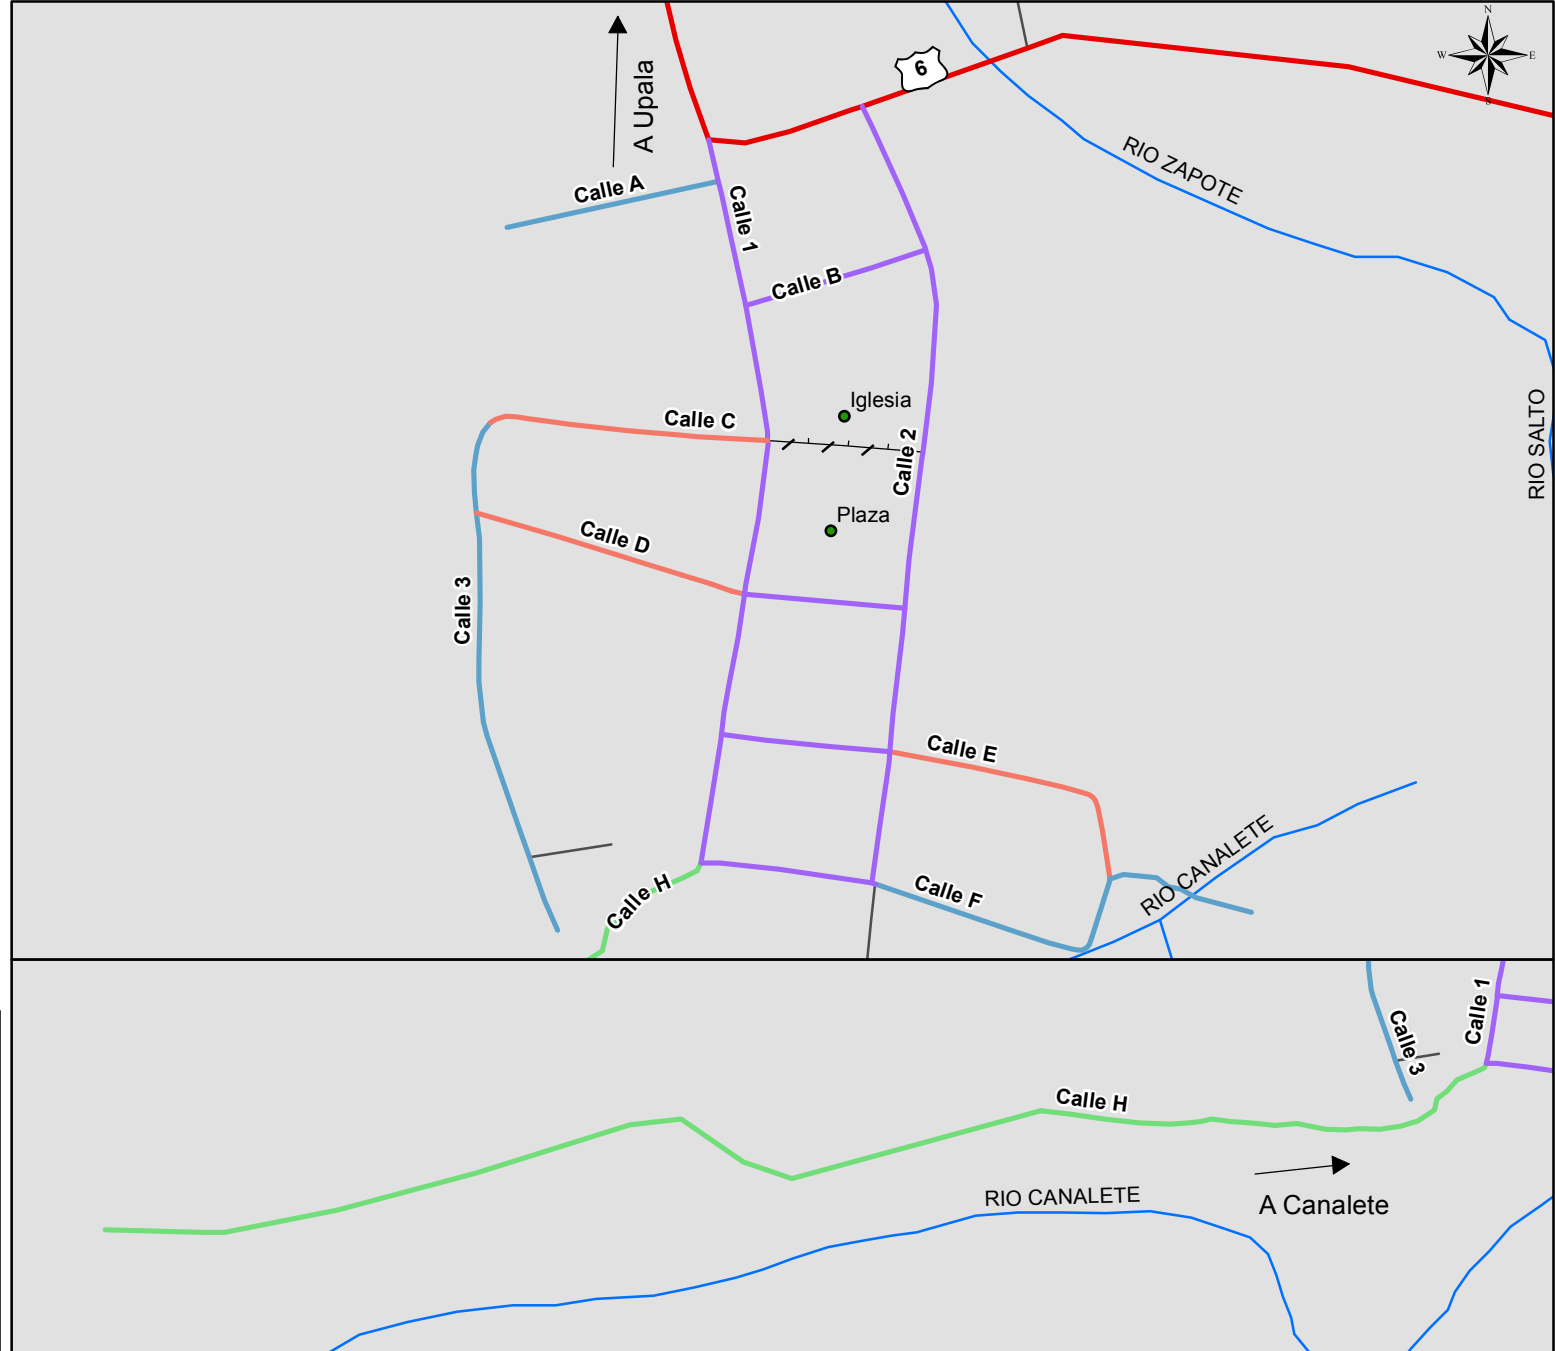 N
W
E
S
6
A Upala
RIO ZAPOTE
Calle A
Calle 1
Calle B
Iglesia
Calle C
Calle 2
RIO SALTO
Plaza
Calle D
Calle 3
Calle E
RIO CANALETE
Calle F
Calle H
Calle 1
Calle 3
Calle H
A Canalete
RIO CANALETE